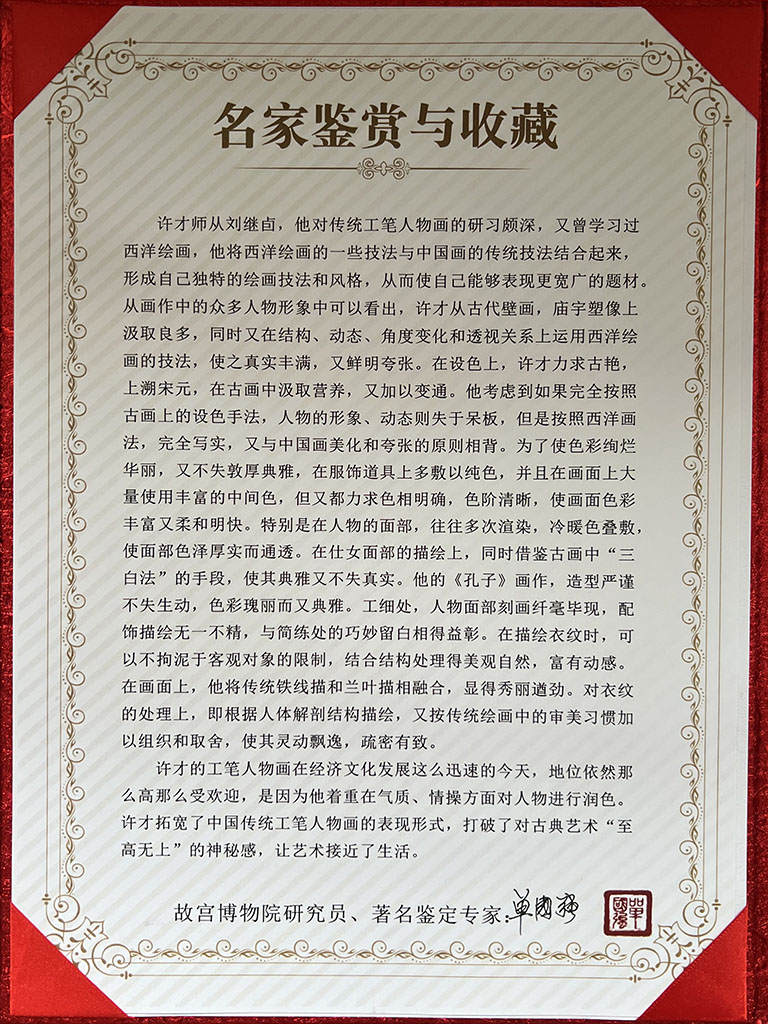 名家鉴赏与收藏
许才师从刘继卣，他对传统工笔人物画的研习颇深，又曾学习过
西洋绘画，他将西洋绘画的一些技法与中国画的传统技法结合起来，
形成自己独特的绘画技法和风格，从而使自己能够表现更宽广的题材。
从画作中的众多人物形象中可以看出，许才从古代壁画，庙宇塑像上
汲取良多，同时又在结构、动态、角度变化和透视关系上运用西洋绘
画的技法，使之真实丰满，又鲜明夸张。在设色上，许才力求古艳，
上溯宋元，在古画中汲取营养，又加以变通。他考虑到如果完全按照
古画上的设色手法，人物的形象、动态则失于呆板，但是按照西洋画
法，完全写实，又与中国画美化和夸张的原则相背。为了使色彩绚烂
华丽，又不失敦厚典雅，在服饰道具上多敷以纯色，并且在画面上大
量使用丰富的中间色，但又都力求色相明确，色阶清晰，使画面色彩
丰富又柔和明快。特别是在人物的面部，往往多次渲染，冷暖色叠敷，
使面部色泽厚实而通透。在仕女面部的描绘上，同时借鉴古画中“三
白法”的手段，使其典雅又不失真实。他的《孔子》画作，造型严谨
不失生动，色彩瑰丽而又典雅。工细处，人物面部刻画纤毫毕现，配
饰描绘无一不精，与简练处的巧妙留白相得益彰。在描绘衣纹时，可
以不拘泥于客观对象的限制，结合结构处理得美观自然，富有动感。
在画面上，他将传统铁线描和兰叶描相融合，显得秀丽遒劲。对衣纹
的处理上，即根据人体解剖结构描绘，又按传统绘画中的审美习惯加
以组织和取舍，使其灵动飘逸，疏密有致。
许才的工笔人物画在经济文化发展这么迅速的今天，地位依然那
么高那么受欢迎，是因为他着重在气质、情操方面对人物进行润色。
许才拓宽了中国传统工笔人物画的表现形式，打破了对古典艺术“至
高无上”的神秘感，让艺术接近了生活。
故宫博物院研究员、著名鉴定专家：單國强
單國强